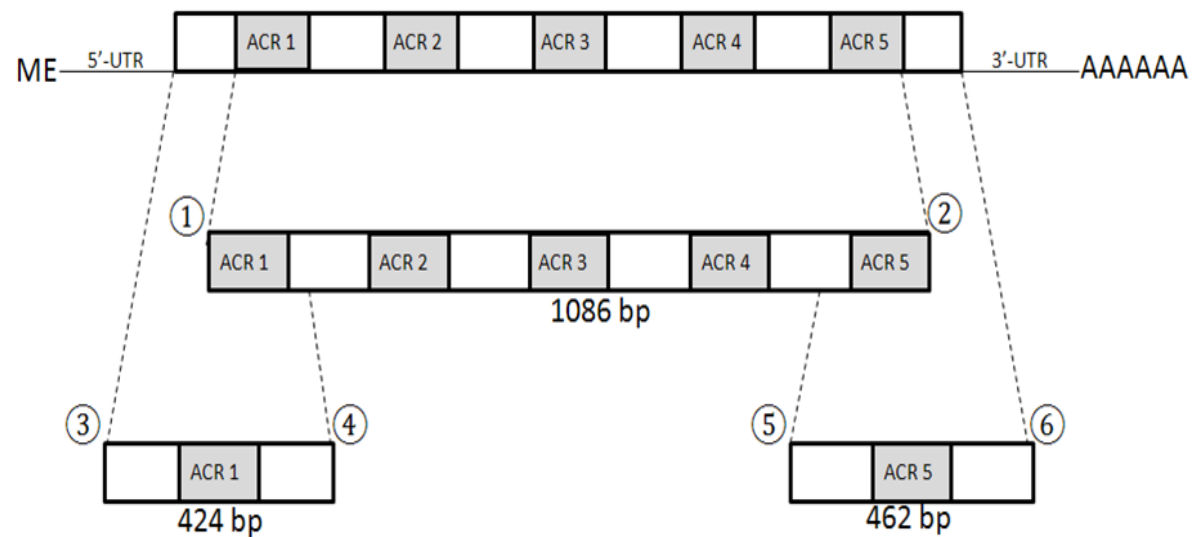 ACR 1 ACR 2 ACR 3 ACR 4 ACR 5
ME 5’-UTR 3’-UTR AAAAAA
① ②
ACR 1 ACR 2 ACR 3 ACR 4 ACR 5
1086 bp
③ ④ ⑤ ⑥
ACR 1 ACR 5
424 bp 462 bp